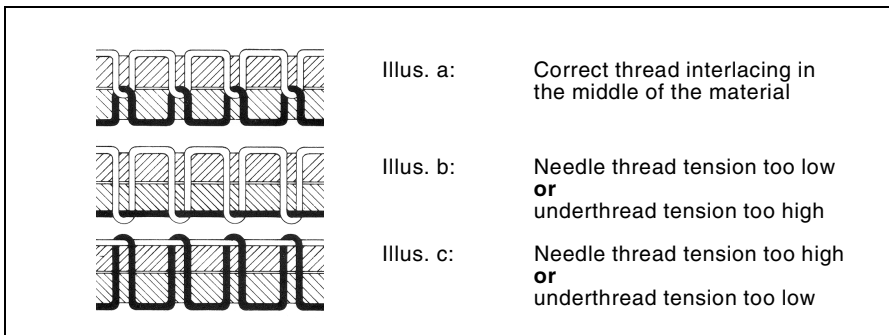 Illus. a: Correct thread interlacing in
the middle of the material
Illus. b: Needle thread tension too low
or
underthread tension too high
Illus. c: Needle thread tension too high
or
underthread tension too low